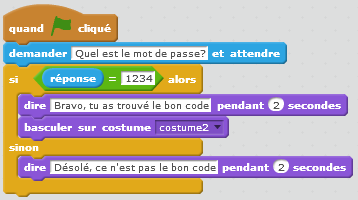 quand cliqué
demander Quel est le mot de passe? et attendre
si réponse = 1234 alors
dire Bravo, tu as trouvé le bon code pendant 2 secondes
basculer sur costume costume2
sinon
dire Désolé, ce n'est pas le bon code pendant 2 secondes